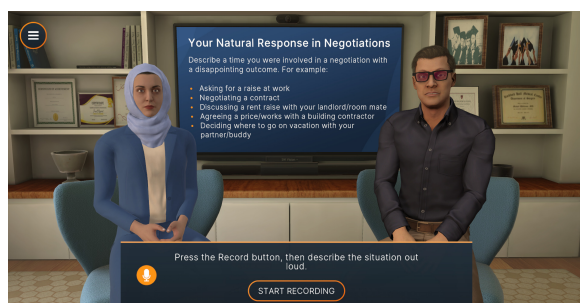 Your Natural Response in Negotiations
Describe a time you were involved in a negotiation with
a disappointing outcome. For example:
• Asking for a raise at work
• Negotiating a contract
• Discussing a rent raise with your landlord/room mate
• Agreeing a price/works with a building contractor
• Deciding where to go on vacation with your
partner/buddy
Press the Record button, then describe the situation out
loud.
START RECORDING